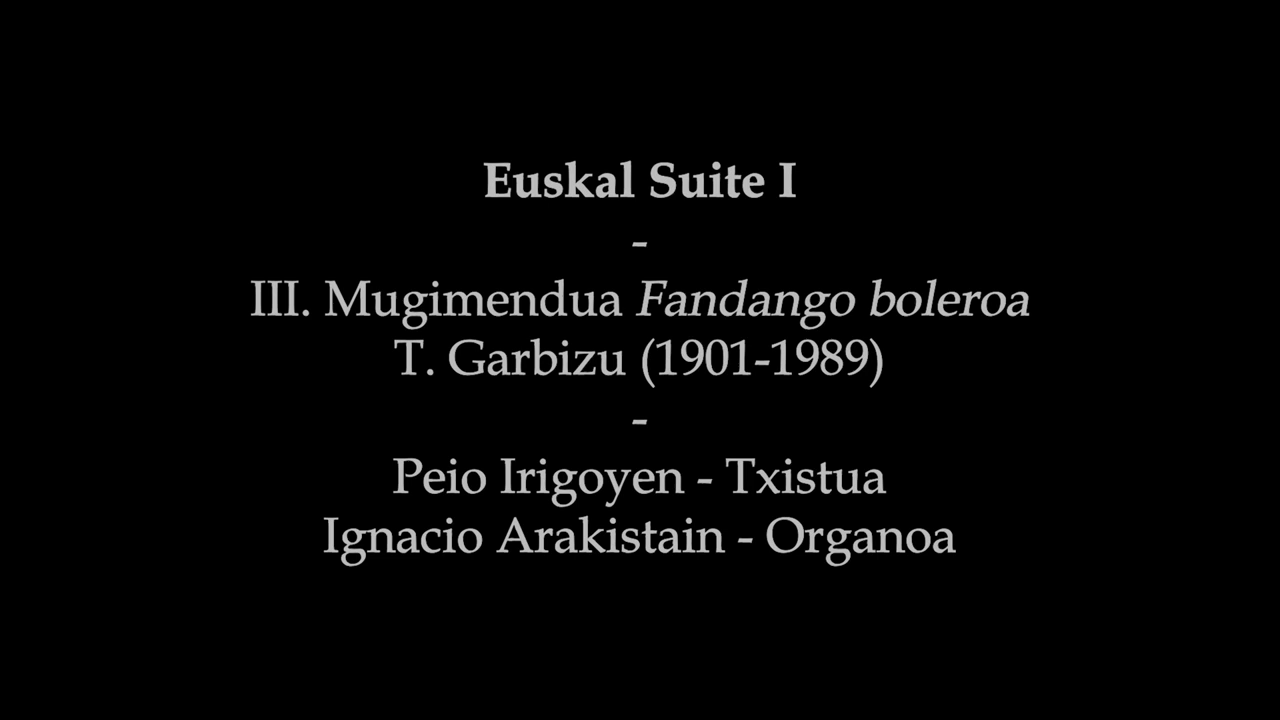 Euskal Suite I
-
III. Mugimendua Fandango boleroa
T. Garbizu (1901-1989)
-
Peio Irigoyen - Txistua
Ignacio Arakistain - Organoa